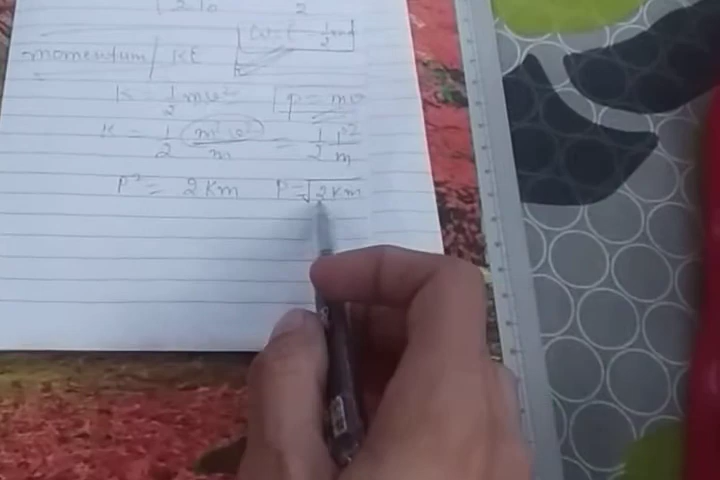 momentum / KE
K = 1/2 mv² p = mv
K = 1/2 m²v²/m = 1/2 p²/m
P² = 2Km P = √2Km